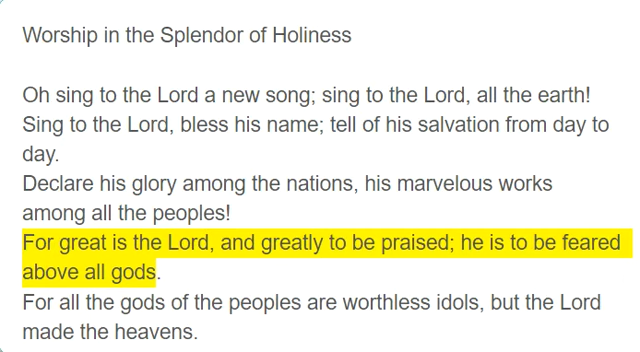 Worship in the Splendor of Holiness
Oh sing to the Lord a new song; sing to the Lord, all the earth!
Sing to the Lord, bless his name; tell of his salvation from day to
day.
Declare his glory among the nations, his marvelous works
among all the peoples!
For great is the Lord, and greatly to be praised; he is to be feared
above all gods.
For all the gods of the peoples are worthless idols, but the Lord
made the heavens.